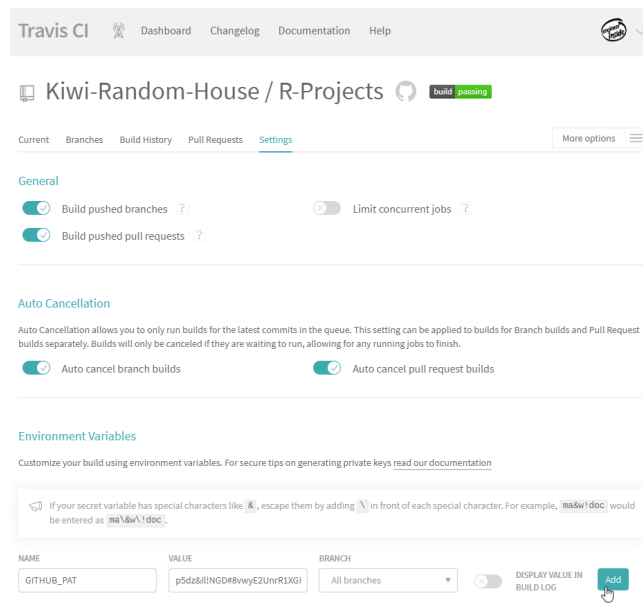 Travis CI Dashboard Changelog Documentation Help
Kiwi-Random-House / R-Projects build passing
Current Branches Build History Pull Requests Settings More options
General
Build pushed branches ? Limit concurrent jobs ?
Build pushed pull requests ?
Auto Cancellation
Auto Cancellation allows you to only run builds for the latest commits in the queue. This setting can be applied to builds for Branch builds and Pull Request
builds separately. Builds will only be canceled if they are waiting to run, allowing for any running jobs to finish.
Auto cancel branch builds Auto cancel pull request builds
Environment Variables
Customize your build using environment variables. For secure tips on generating private keys read our documentation
If your secret variable has special characters like & , escape them by adding \ in front of each special character. For example, ma&w!doc would
be entered as ma\&w\!doc .
NAME VALUE BRANCH
GITHUB_PAT All branches DISPLAY VALUE IN
BUILD LOG Add